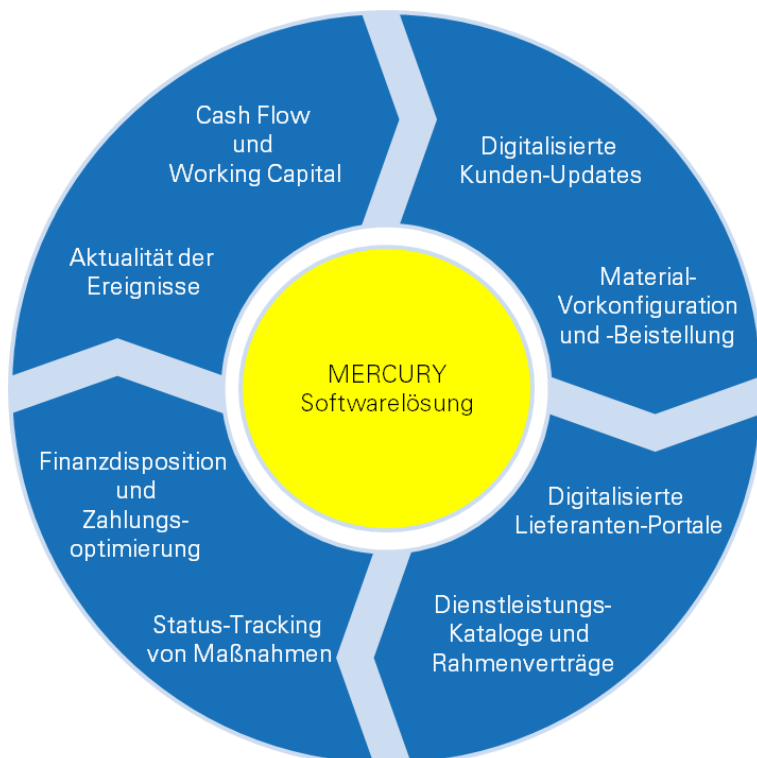 Cash Flow
und
Working Capital
Digitalisierte
Kunden-Updates
Aktualität der
Ereignisse
Material-
Vorkonfiguration
und -Beistellung
MERCURY
Softwarelösung
Finanzdisposition
und
Zahlungs-
optimierung
Digitalisierte
Lieferanten-Portale
Status-Tracking
von Maßnahmen
Dienstleistungs-
Kataloge und
Rahmenverträge